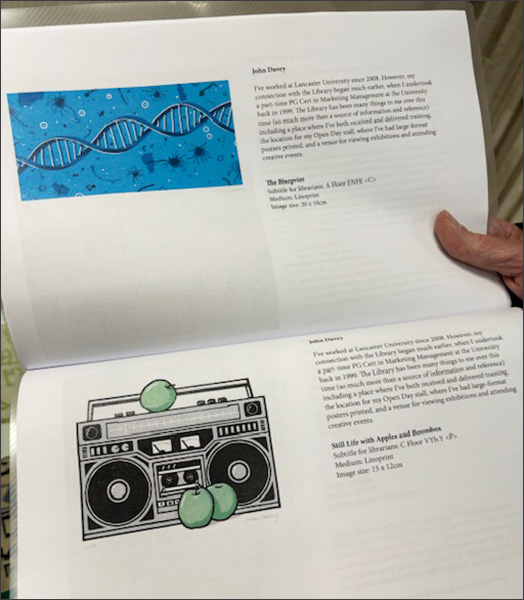 John Davey
I've worked at Lancaster University since 2008. However, my
connection with the Library began much earlier, when I undertook
a part-time PG Cert in Marketing Management at the University
back in 1999. The Library has been many things to me over this
time (so much more than a source of information and reference)
including a place where I've both received and delivered training,
the location for my Open Day stall, where I've had large-format
posters printed, and a venue for viewing exhibitions and attending
creative events.
The Blueprint
Subtitle for librarians: A Floor ENFE <C>
Medium: Linoprint
Image size: 20 x 10cm
John Davey
I've worked at Lancaster University since 2008. However, my
connection with the Library began much earlier, when I undertook
a part-time PG Cert in Marketing Management at the University
back in 1999. The Library has been many things to me over this
time (so much more than a source of information and reference)
including a place where I've both received and delivered training,
the location for my Open Day stall, where I've had large-format
posters printed, and a venue for viewing exhibitions and attending
creative events.
Still Life with Apples and Boombox
Subtitle for librarians: C Floor VYb.Y <P>
Medium: Linoprint
Image size: 15 x 12cm